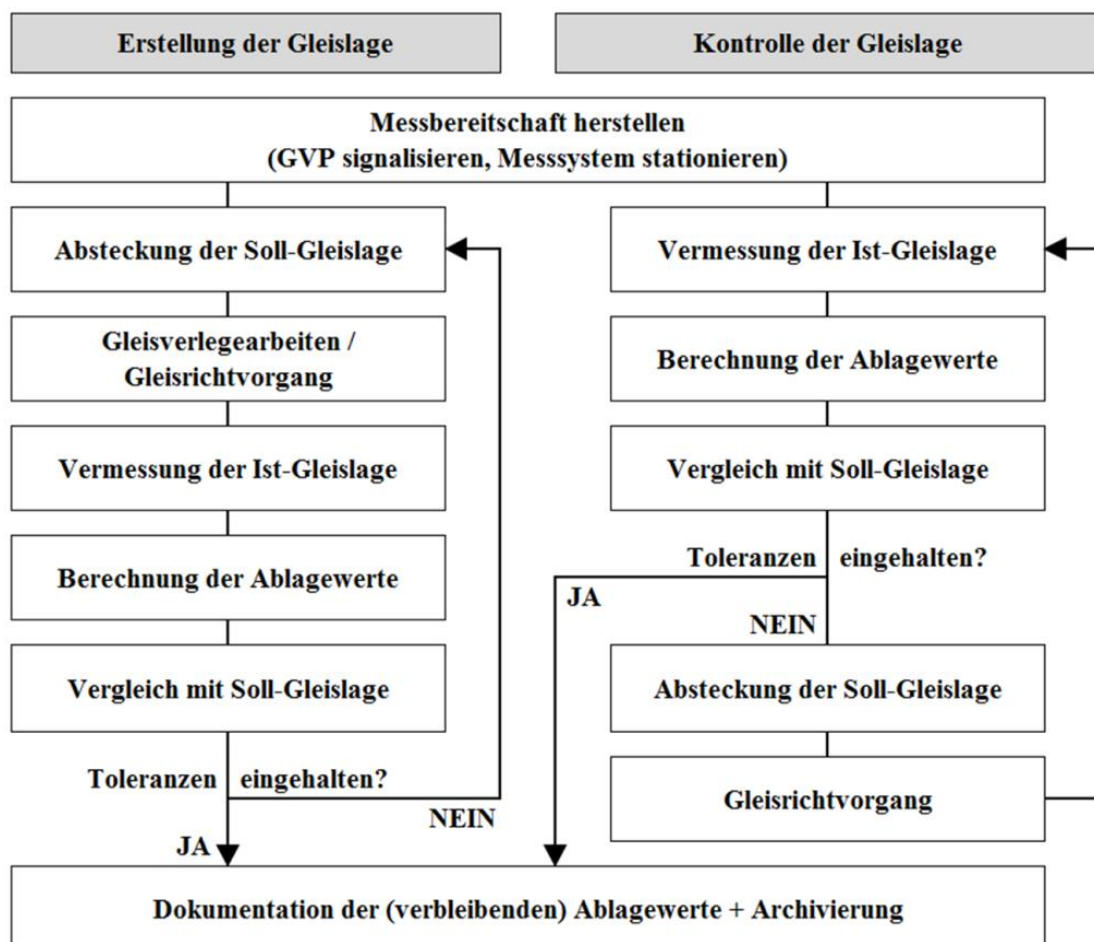 Erstellung der Gleislage
Kontrolle der Gleislage
Messbereitschaft herstellen
(GVP signalisieren, Messsystem stationieren)
Absteckung der Soll-Gleislage
Gleisverlegearbeiten /
Gleisrichtvorgang
Vermessung der Ist-Gleislage
Berechnung der Ablagewerte
Vergleich mit Soll-Gleislage
Toleranzen eingehalten?
NEIN
JA
Vermessung der Ist-Gleislage
Berechnung der Ablagewerte
Vergleich mit Soll-Gleislage
Toleranzen eingehalten?
JA
NEIN
Absteckung der Soll-Gleislage
Gleisrichtvorgang
Dokumentation der (verbleibenden) Ablagewerte + Archivierung